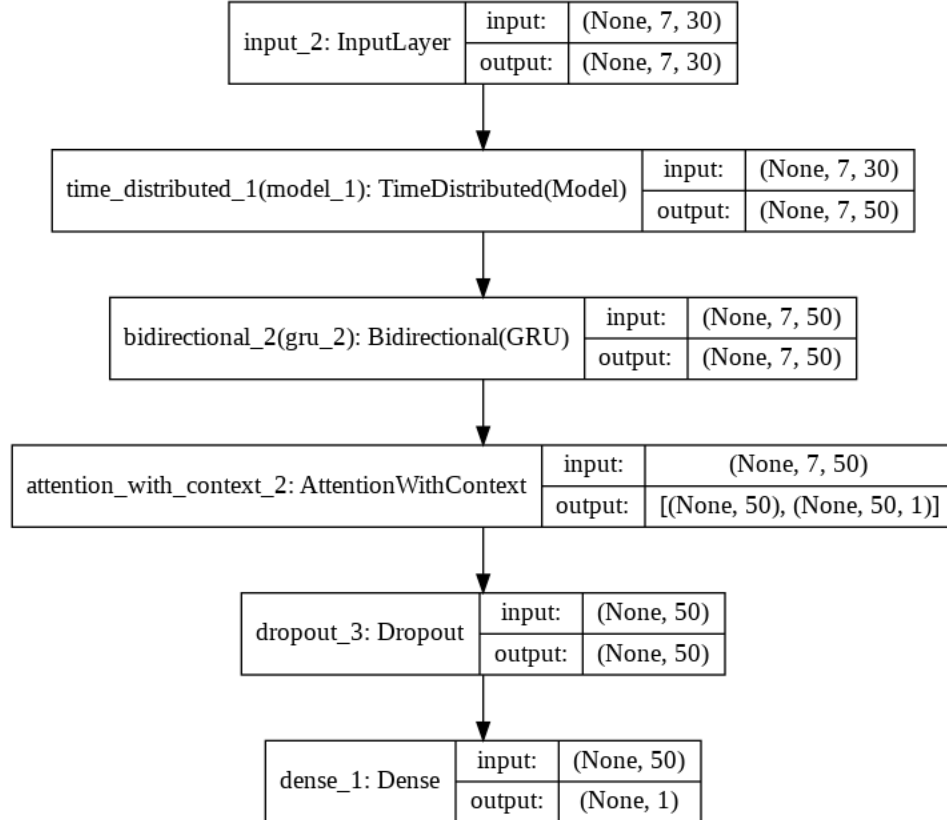 input_2: InputLayer
input: (None, 7, 30)
output: (None, 7, 30)
time_distributed_1(model_1): TimeDistributed(Model)
input: (None, 7, 30)
output: (None, 7, 50)
bidirectional_2(gru_2): Bidirectional(GRU)
input: (None, 7, 50)
output: (None, 7, 50)
attention_with_context_2: AttentionWithContext
input: (None, 7, 50)
output: [(None, 50), (None, 50, 1)]
dropout_3: Dropout
input: (None, 50)
output: (None, 50)
dense_1: Dense
input: (None, 50)
output: (None, 1)